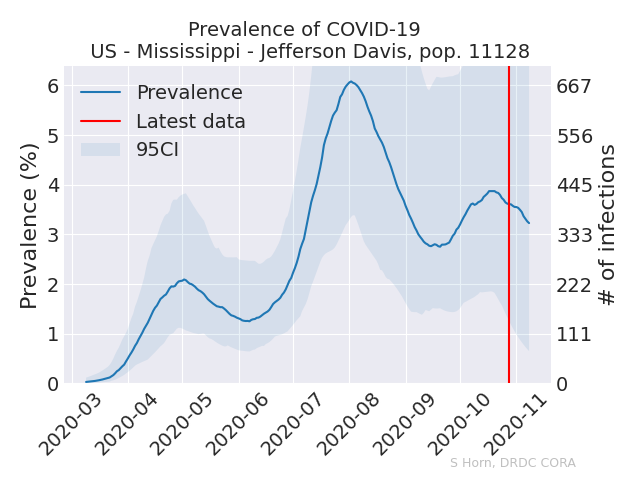 Prevalence of COVID-19
US - Mississippi - Jefferson Davis, pop. 11128
Prevalence
Latest data
95CI
Prevalence (%)
6
5
4
3
2
1
0
# of infections
667
556
445
333
222
111
0
2020-03
2020-04
2020-05
2020-06
2020-07
2020-08
2020-09
2020-10
2020-11
S Horn, DRDC CORA